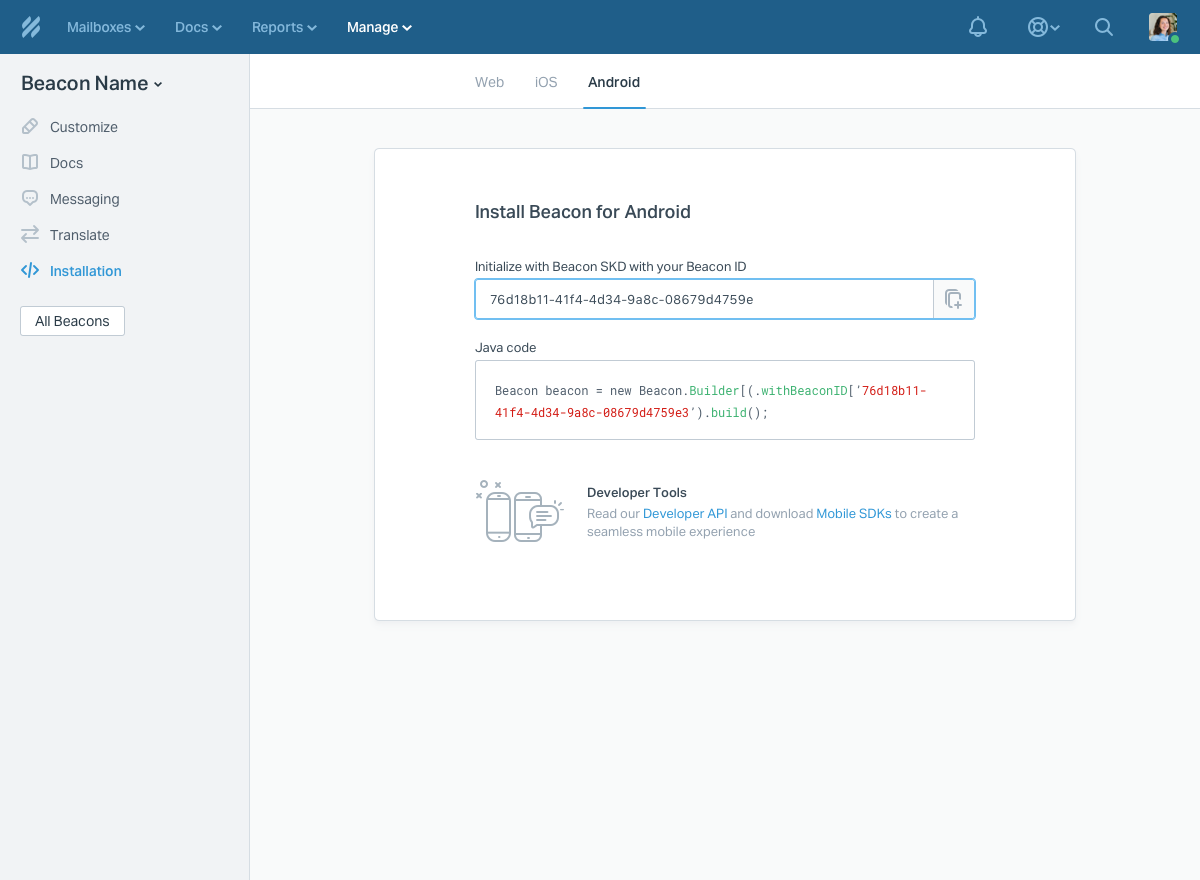 Mailboxes Docs Reports Manage
Beacon Name
Customize
Docs
Messaging
Translate
Installation
All Beacons
Web iOS Android
Install Beacon for Android
Initialize with Beacon SKD with your Beacon ID
76d18b11-41f4-4d34-9a8c-08679d4759e
Java code
Beacon beacon = new Beacon.Builder[(.withBeaconID['76d18b11-
41f4-4d34-9a8c-08679d4759e3').build();
Developer Tools
Read our Developer API and download Mobile SDKs to create a
seamless mobile experience